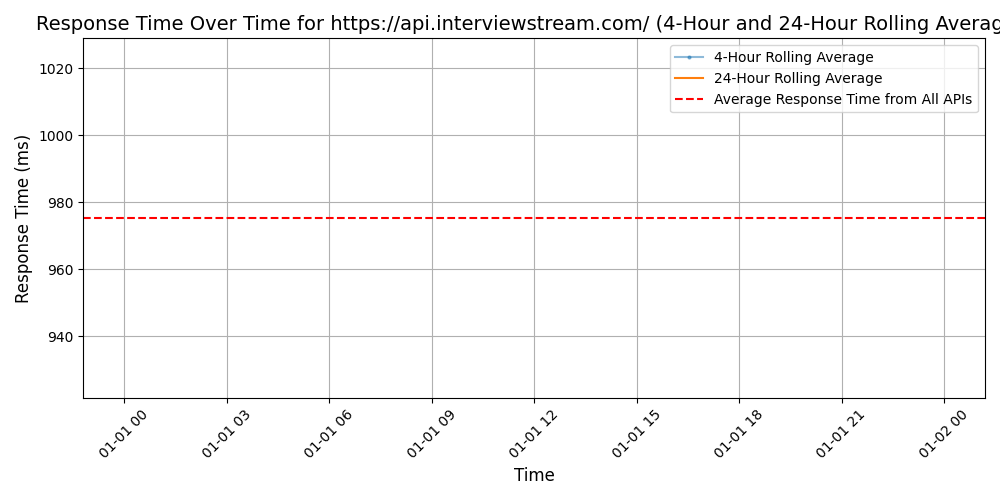 Response Time Over Time for https://api.interviewstream.com/ (4-Hour and 24-Hour Rolling Averag
4-Hour Rolling Average
24-Hour Rolling Average
Average Response Time from All APIs
Response Time (ms)
1020
1000
980
960
940
01-01 00
01-01 03
01-01 06
01-01 09
01-01 12
01-01 15
01-01 18
01-01 21
01-02 00
Time